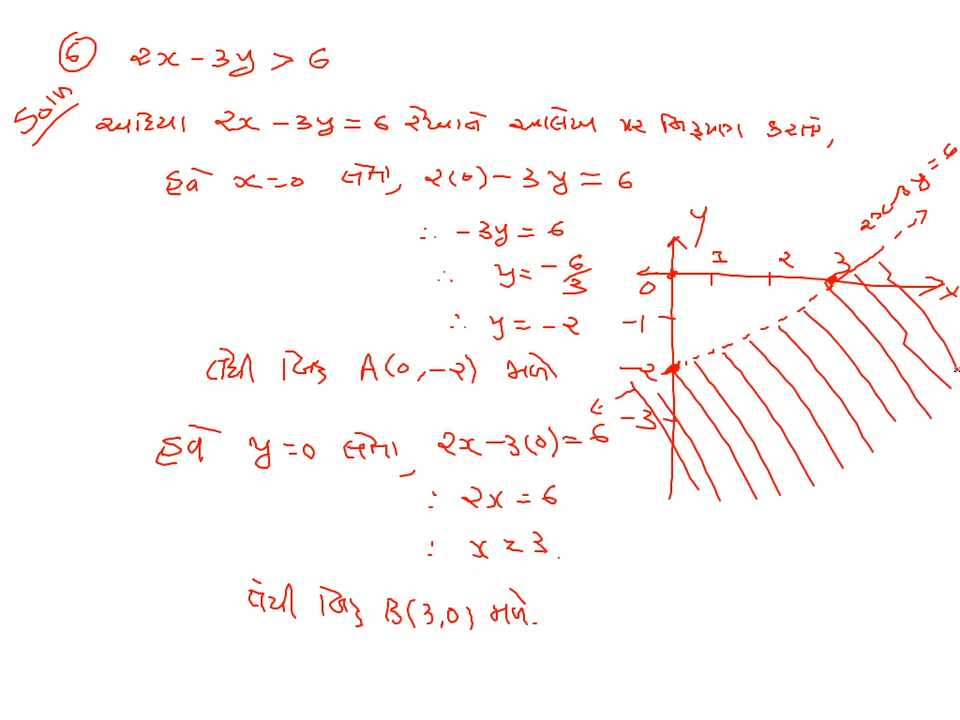 6 2x - 3y > 6
Soln
અહિયા 2x - 3y = 6 રેખાને આલેખ પર નિરૂપણ કરતાં,
હવે x = 0 લેતા, 2(0) - 3y = 6
∴ -3y = 6
∴ y = -6/3
∴ y = -2
તેથી બિંદુ A(0, -2) મળે
હવે y = 0 લેતા, 2x - 3(0) = 6
∴ 2x = 6
∴ x = 3
તેથી બિંદુ B(3,0) મળે.
2x - 3y = 6
y
0 1 2 3 x
-1
-2
-3